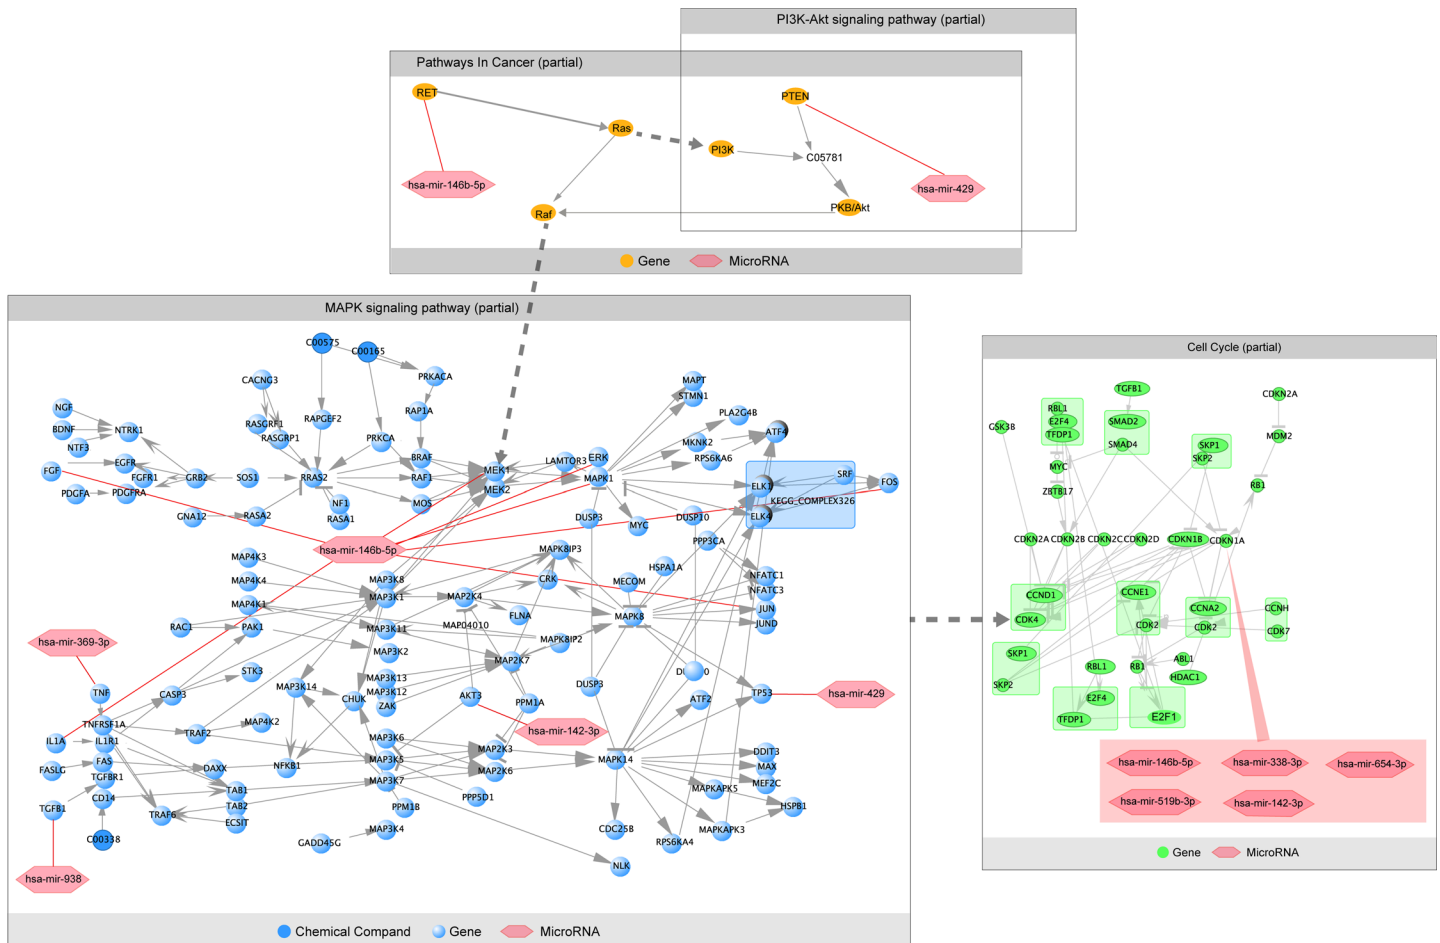 PI3K-Akt signaling pathway (partial)
Pathways In Cancer (partial)
RET
PTEN
Ras
PI3K
C05781
hsa-mir-146b-5p
hsa-mir-429
Raf
PKB/Akt
Gene
MicroRNA
MAPK signaling pathway (partial)
C00575
C00165
CACNG3
PRKACA
MAPT
STMN1
NGF
RAP1A
PLA2G4B
BDNF
NTRK1
RASGRF1
RAPGEF2
ATF4
NTF3
RASGRP1
PRKCA
MKNK2
FGF
EGFR
BRAF
LAMTOR3
ERK
RPS6KA6
FGFR1
GRB2
SOS1
RRAS2
RAF1
MEK1
MAPK1
SRF
FOS
PDGFA
PDGFRA
MEK2
ELK1
NF1
MOS
KEGG_COMPLEX326
GNA12
RASA2
RASA1
DUSP3
MYC
DUSP10
ELK4
hsa-mir-146b-5p
MAPK8IP3
PPP3CA
MAP4K3
MAP4K4
MAP3K8
CRK
MECOM
HSPA1A
NFATC1
NFATC3
MAP4K1
MAP3K1
MAP2K4
FLNA
MAPK8
JUN
JUND
RAC1
PAK1
MAP3K11
MAP04010
MAPK8IP2
hsa-mir-369-3p
MAP3K2
MAP2K7
STK3
MAP3K13
TNF
CASP3
MAP3K14
CHUK
MAP3K12
ZAK
AKT3
PPM1A
DUSP3
ATF2
TP53
hsa-mir-429
TNFRSF1A
TRAF2
MAP4K2
hsa-mir-142-3p
IL1A
IL1R1
MAP3K6
MAP2K3
FASLG
FAS
DAXX
NFKB1
MAP3K5
MAPK14
DDIT3
TGFBR1
MAP3K7
MAP2K6
MAX
MEF2C
TGFB1
CD14
TAB1
TAB2
PPP5D1
PPM1B
MAPKAPK5
HSPB1
TRAF6
ECSIT
C00338
GADD45G
MAP3K4
CDC25B
RPS6KA4
MAPKAPK3
NLK
hsa-mir-938
Chemical Compand
Gene
MicroRNA
Cell Cycle (partial)
TGFB1
CDKN2A
RBL1
GSK3B
E2F4
SMAD2
TFDP1
SMAD4
SKP1
MDM2
SKP2
MYC
ZBTB17
RB1
CDKN2A
CDKN2B
CDKN2C
CDKN2D
CDKN1B
CDKN1A
CCND1
CCNE1
CCNA2
CCNH
CDK4
CDK2
CDK2
CDK7
SKP1
RB1
ABL1
RBL1
HDAC1
SKP2
E2F4
TFDP1
E2F1
hsa-mir-146b-5p
hsa-mir-338-3p
hsa-mir-654-3p
hsa-mir-519b-3p
hsa-mir-142-3p
Gene
MicroRNA